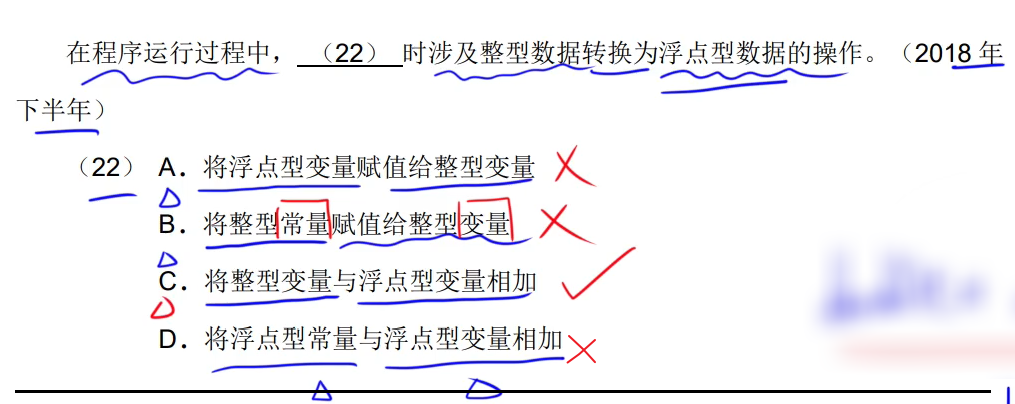 在程序运行过程中，（22）时涉及整型数据转换为浮点型数据的操作。（2018 年
下半年）
（22）A．将浮点型变量赋值给整型变量
B．将整型常量赋值给整型变量
C．将整型变量与浮点型变量相加
D．将浮点型常量与浮点型变量相加